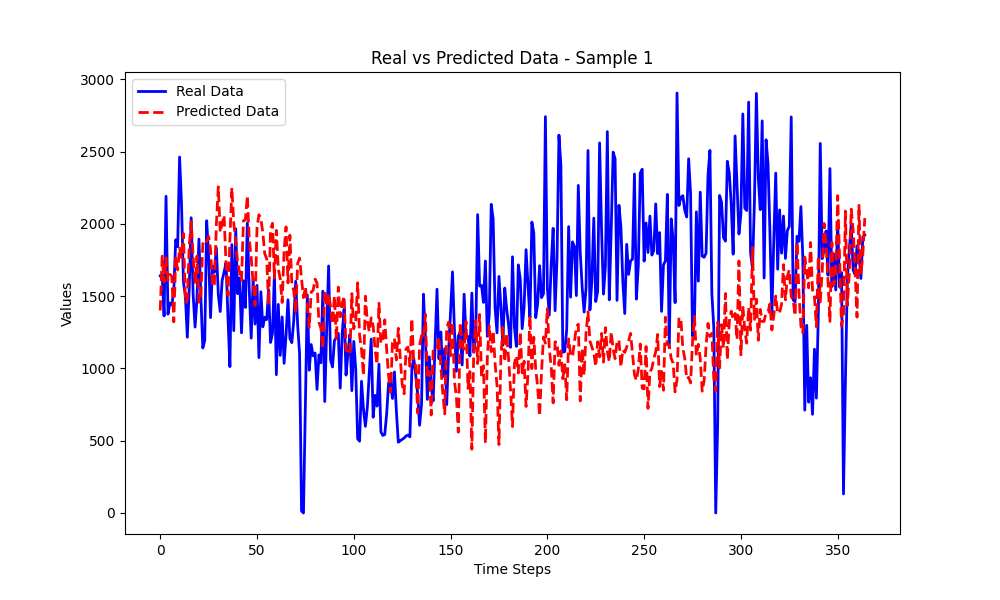 Real vs Predicted Data - Sample 1
Real Data
Predicted Data
Values
3000
2500
2000
1500
1000
500
0
0 50 100 150 200 250 300 350
Time Steps